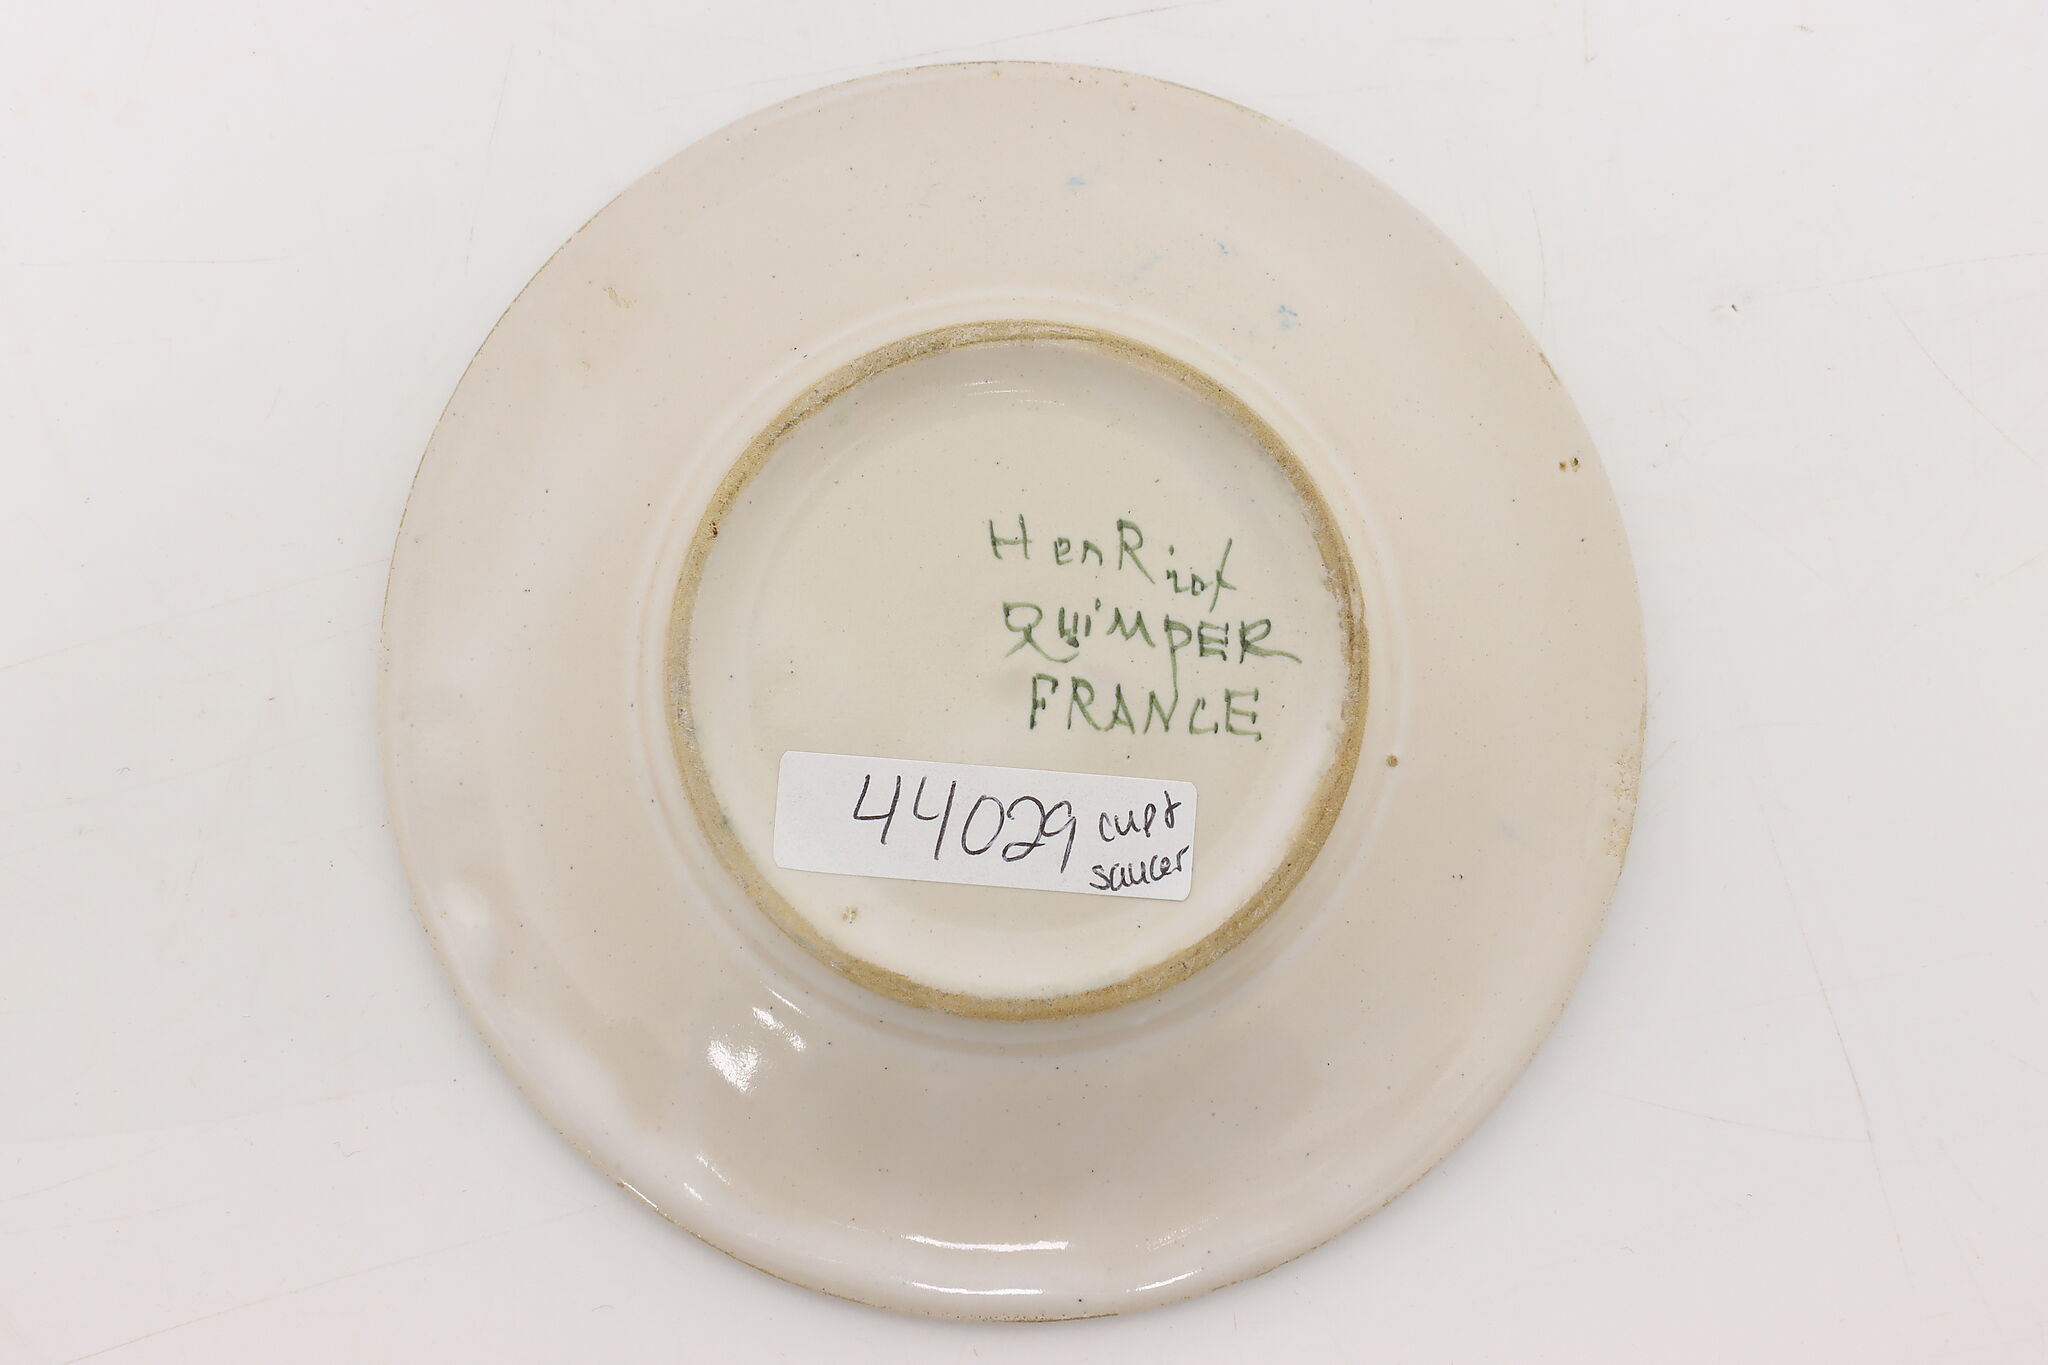 HenRiot
QUiMPER
FRANCE
44029 cup &
saucer